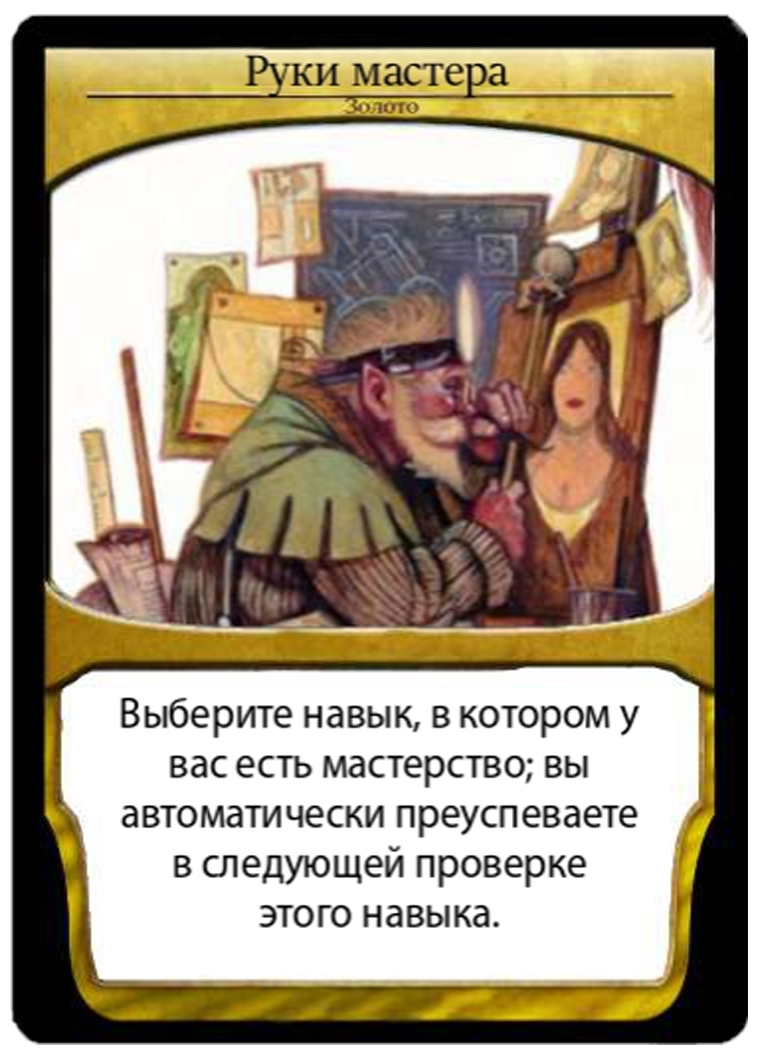 Руки мастера
Золото
Выберите навык, в котором у
вас есть мастерство; вы
автоматически преуспеваете
в следующей проверке
этого навыка.